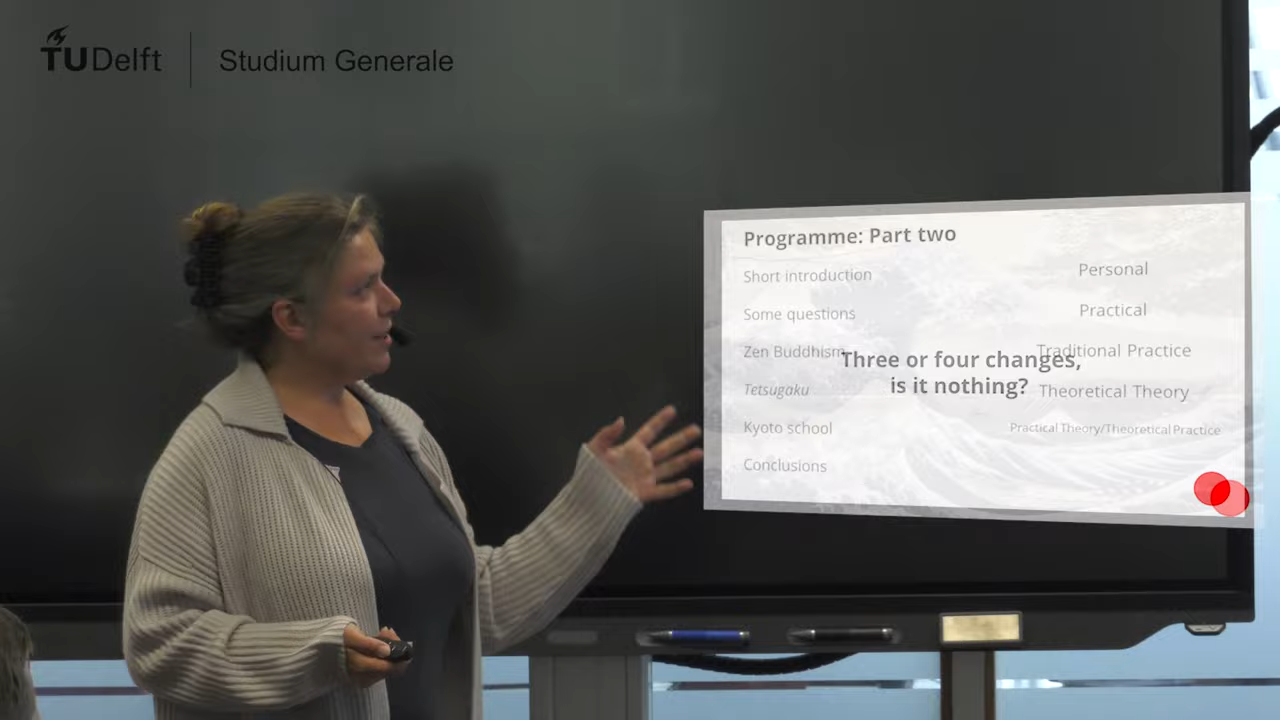 TU Delft
Studium Generale
Programme: Part two
Short introduction
Personal
Some questions
Practical
Zen Buddhism
Traditional Practice
Three or four changes,
is it nothing?
Tetsugaku
Theoretical Theory
Kyoto school
Practical Theory/Theoretical Practice
Conclusions